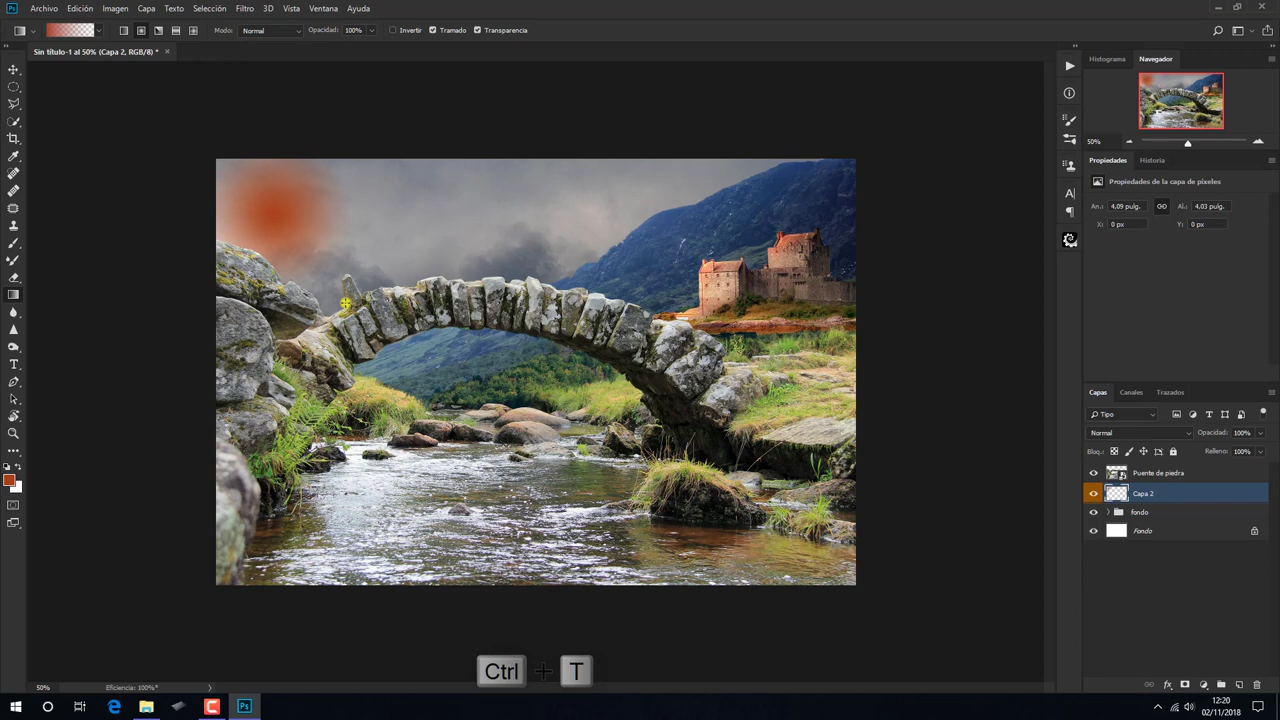 Ps Archivo Edición Imagen Capa Texto Selección Filtro 3D Vista Ventana Ayuda
Modo: Normal Opacidad: 100% Invertir Tramado Transparencia
Sin título-1 al 50% (Capa 2, RGB/8) * ×
Histograma Navegador
50%
Propiedades Historia
Propiedades de la capa de píxeles
An.: 4,09 pulg. Al.: 4,03 pulg.
X: 0 px Y: 0 px
Capas Canales Trazados
Tipo
Normal Opacidad: 100%
Bloq.: Relleno: 100%
Puente de piedra
Capa 2
fondo
Fondo
Ctrl + T
50% Eficiencia: 100%*
Ps
12:20
02/11/2018